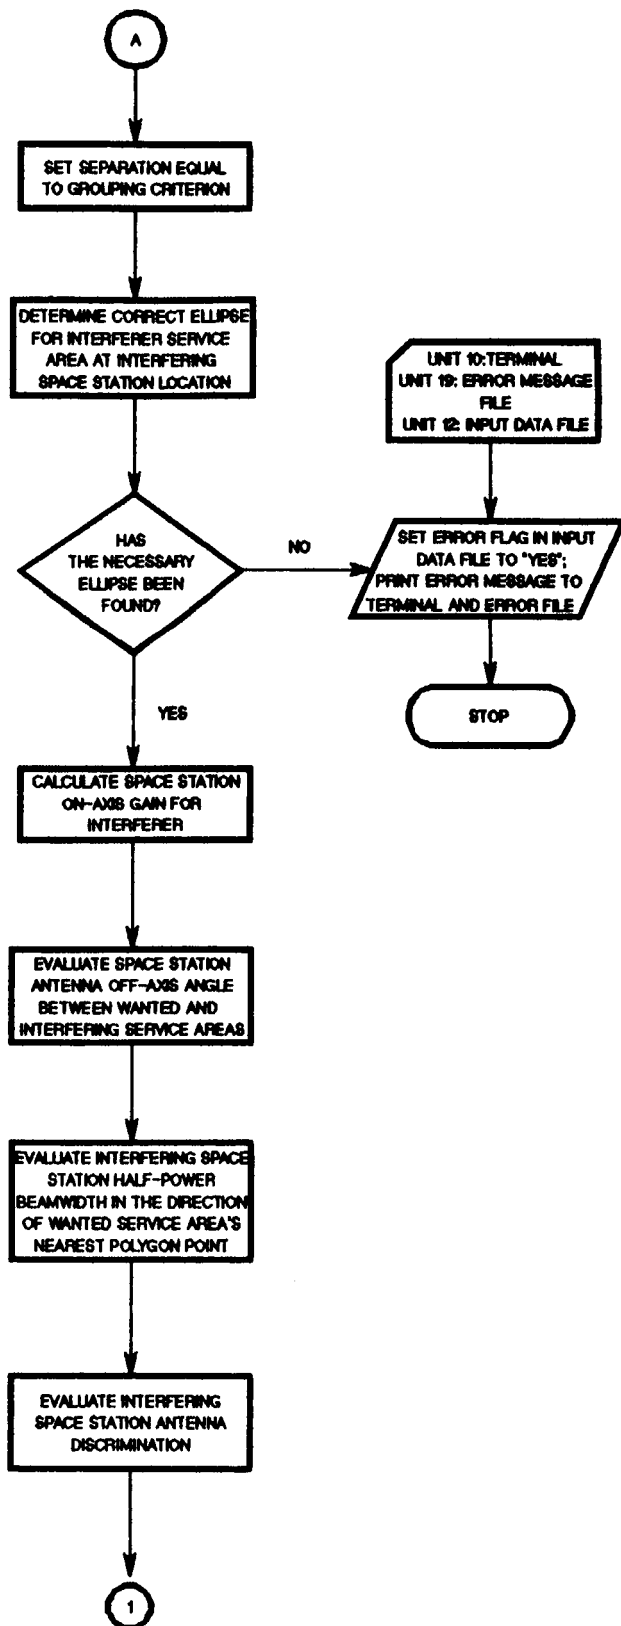 A
SET SEPARATION EQUAL
TO GROUPING CRITERION
DETERMINE CORRECT ELLIPSE
FOR INTERFERER SERVICE
AREA AT INTERFERING
SPACE STATION LOCATION
UNIT 10:TERMINAL
UNIT 19: ERROR MESSAGE
FILE
UNIT 12: INPUT DATA FILE
HAS
THE NECESSARY
ELLIPSE BEEN
FOUND?
NO
SET ERROR FLAG IN INPUT
DATA FILE TO "YES";
PRINT ERROR MESSAGE TO
TERMINAL AND ERROR FILE
YES
STOP
CALCULATE SPACE STATION
ON-AXIS GAIN FOR
INTERFERER
EVALUATE SPACE STATION
ANTENNA OFF-AXIS ANGLE
BETWEEN WANTED AND
INTERFERING SERVICE AREAS
EVALUATE INTERFERING SPACE
STATION HALF-POWER
BEAMWIDTH IN THE DIRECTION
OF WANTED SERVICE AREA'S
NEAREST POLYGON POINT
EVALUATE INTERFERING
SPACE STATION ANTENNA
DISCRIMINATION
1